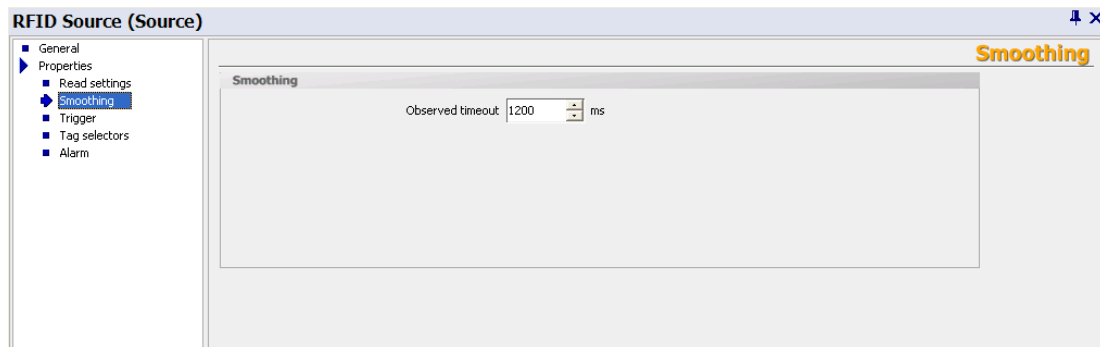 RFID Source (Source)
General
Properties
Read settings
Smoothing
Trigger
Tag selectors
Alarm
Smoothing
Smoothing
Observed timeout 1200 ms